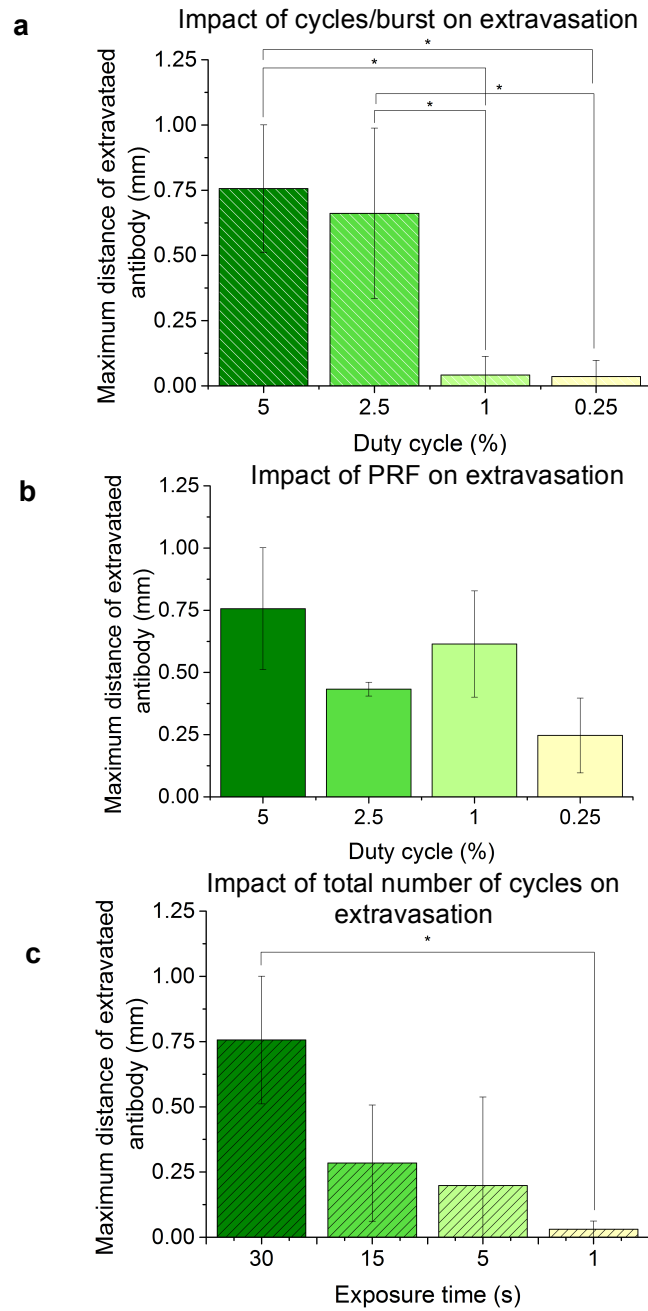 a
Impact of cycles/burst on extravasation
*
*
*
*
Maximum distance of extravataed
antibody (mm)
1.25
1.00
0.75
0.50
0.25
0.00
5 2.5 1 0.25
Duty cycle (%)
b
Impact of PRF on extravasation
Maximum distance of extravataed
antibody (mm)
1.25
1.00
0.75
0.50
0.25
0.00
5 2.5 1 0.25
Duty cycle (%)
Impact of total number of cycles on
extravasation
c
*
Maximum distance of extravataed
antibody (mm)
1.25
1.00
0.75
0.50
0.25
0.00
30 15 5 1
Exposure time (s)